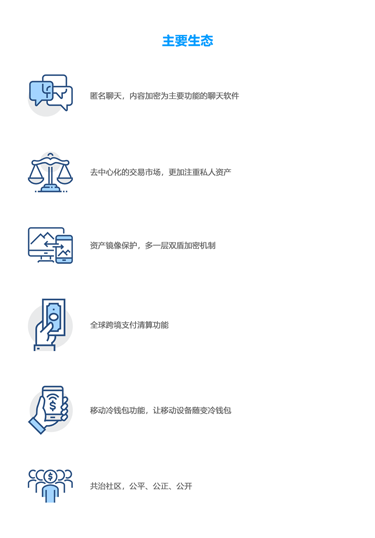 主要生态
匿名聊天，内容加密为主要功能的聊天软件
去中心化的交易市场，更加注重私人资产
资产镜像保护，多一层双盾加密机制
全球跨境支付清算功能
移动冷钱包功能，让移动设备随变冷钱包
共治社区，公平、公正、公开